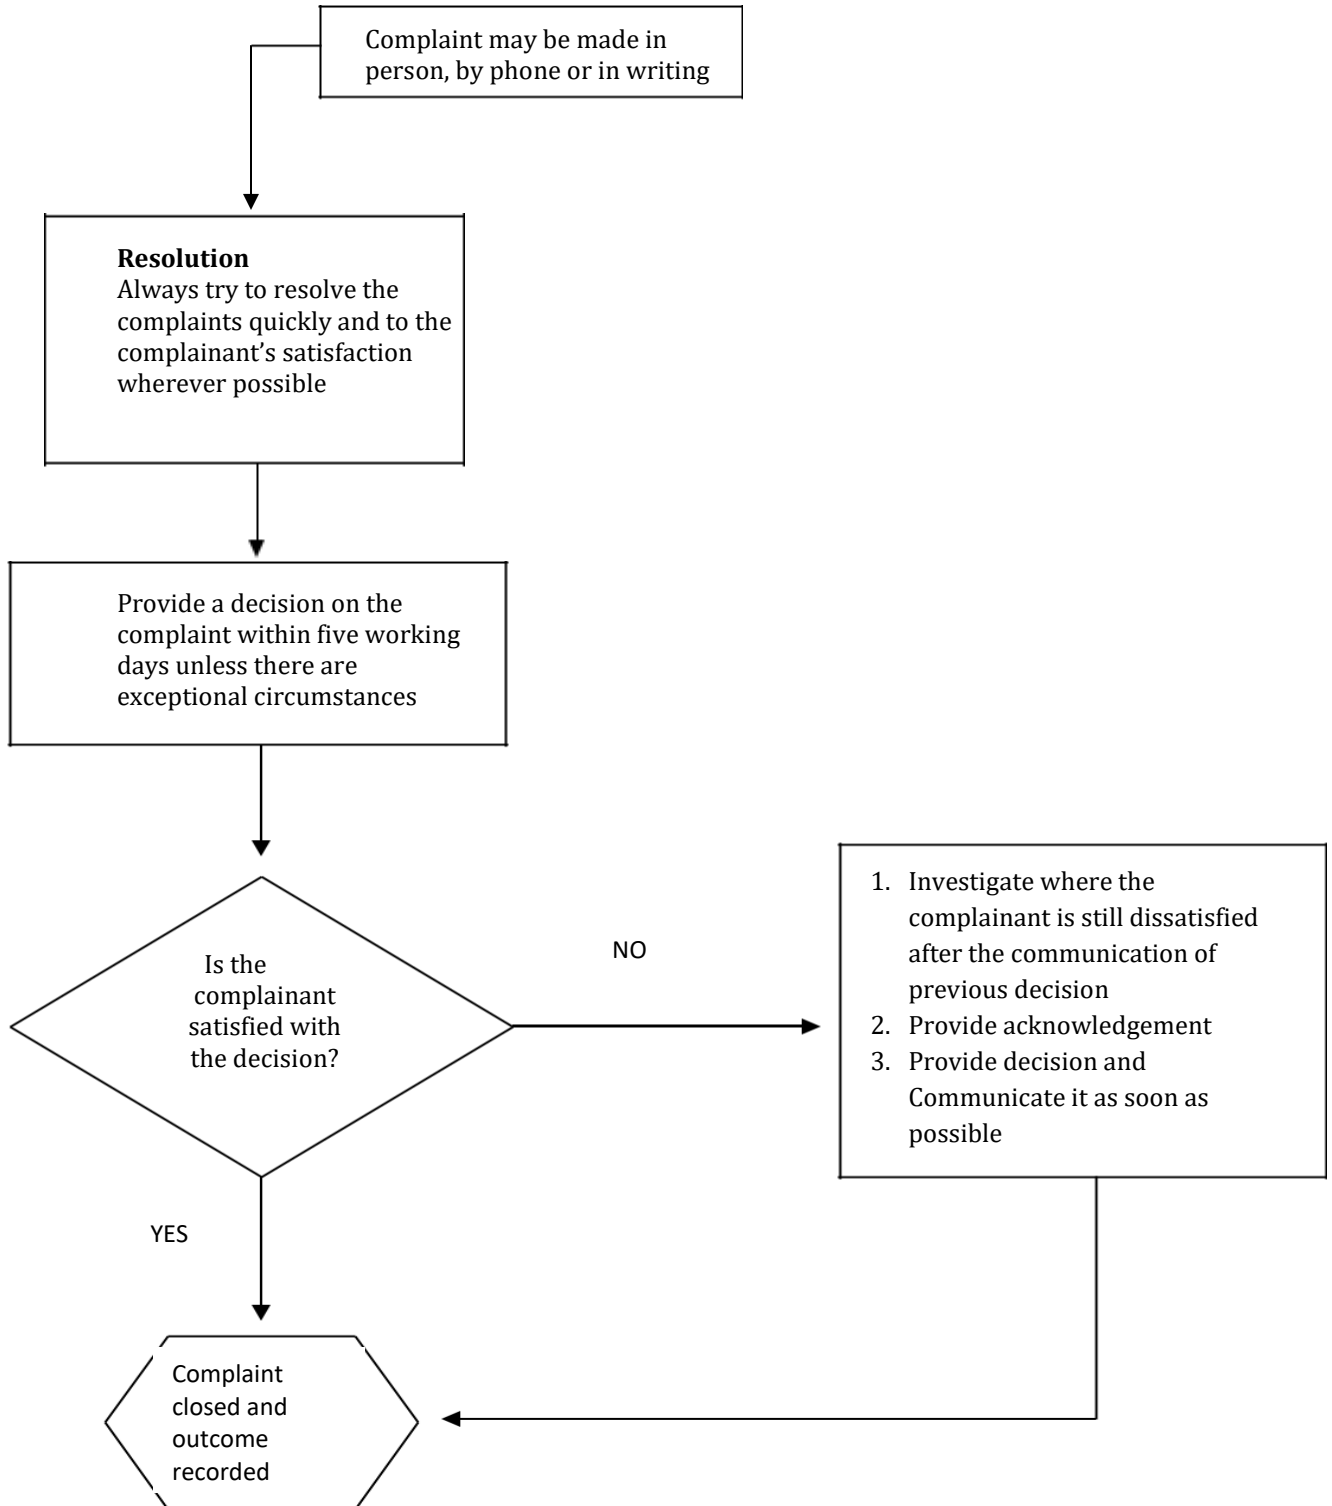 Complaint may be made in
person, by phone or in writing
Resolution
Always try to resolve the
complaints quickly and to the
complainant’s satisfaction
wherever possible
Provide a decision on the
complaint within five working
days unless there are
exceptional circumstances
Is the
complainant
satisfied with
the decision?
NO
1. Investigate where the
complainant is still dissatisfied
after the communication of
previous decision
2. Provide acknowledgement
3. Provide decision and
Communicate it as soon as
possible
YES
Complaint
closed and
outcome
recorded